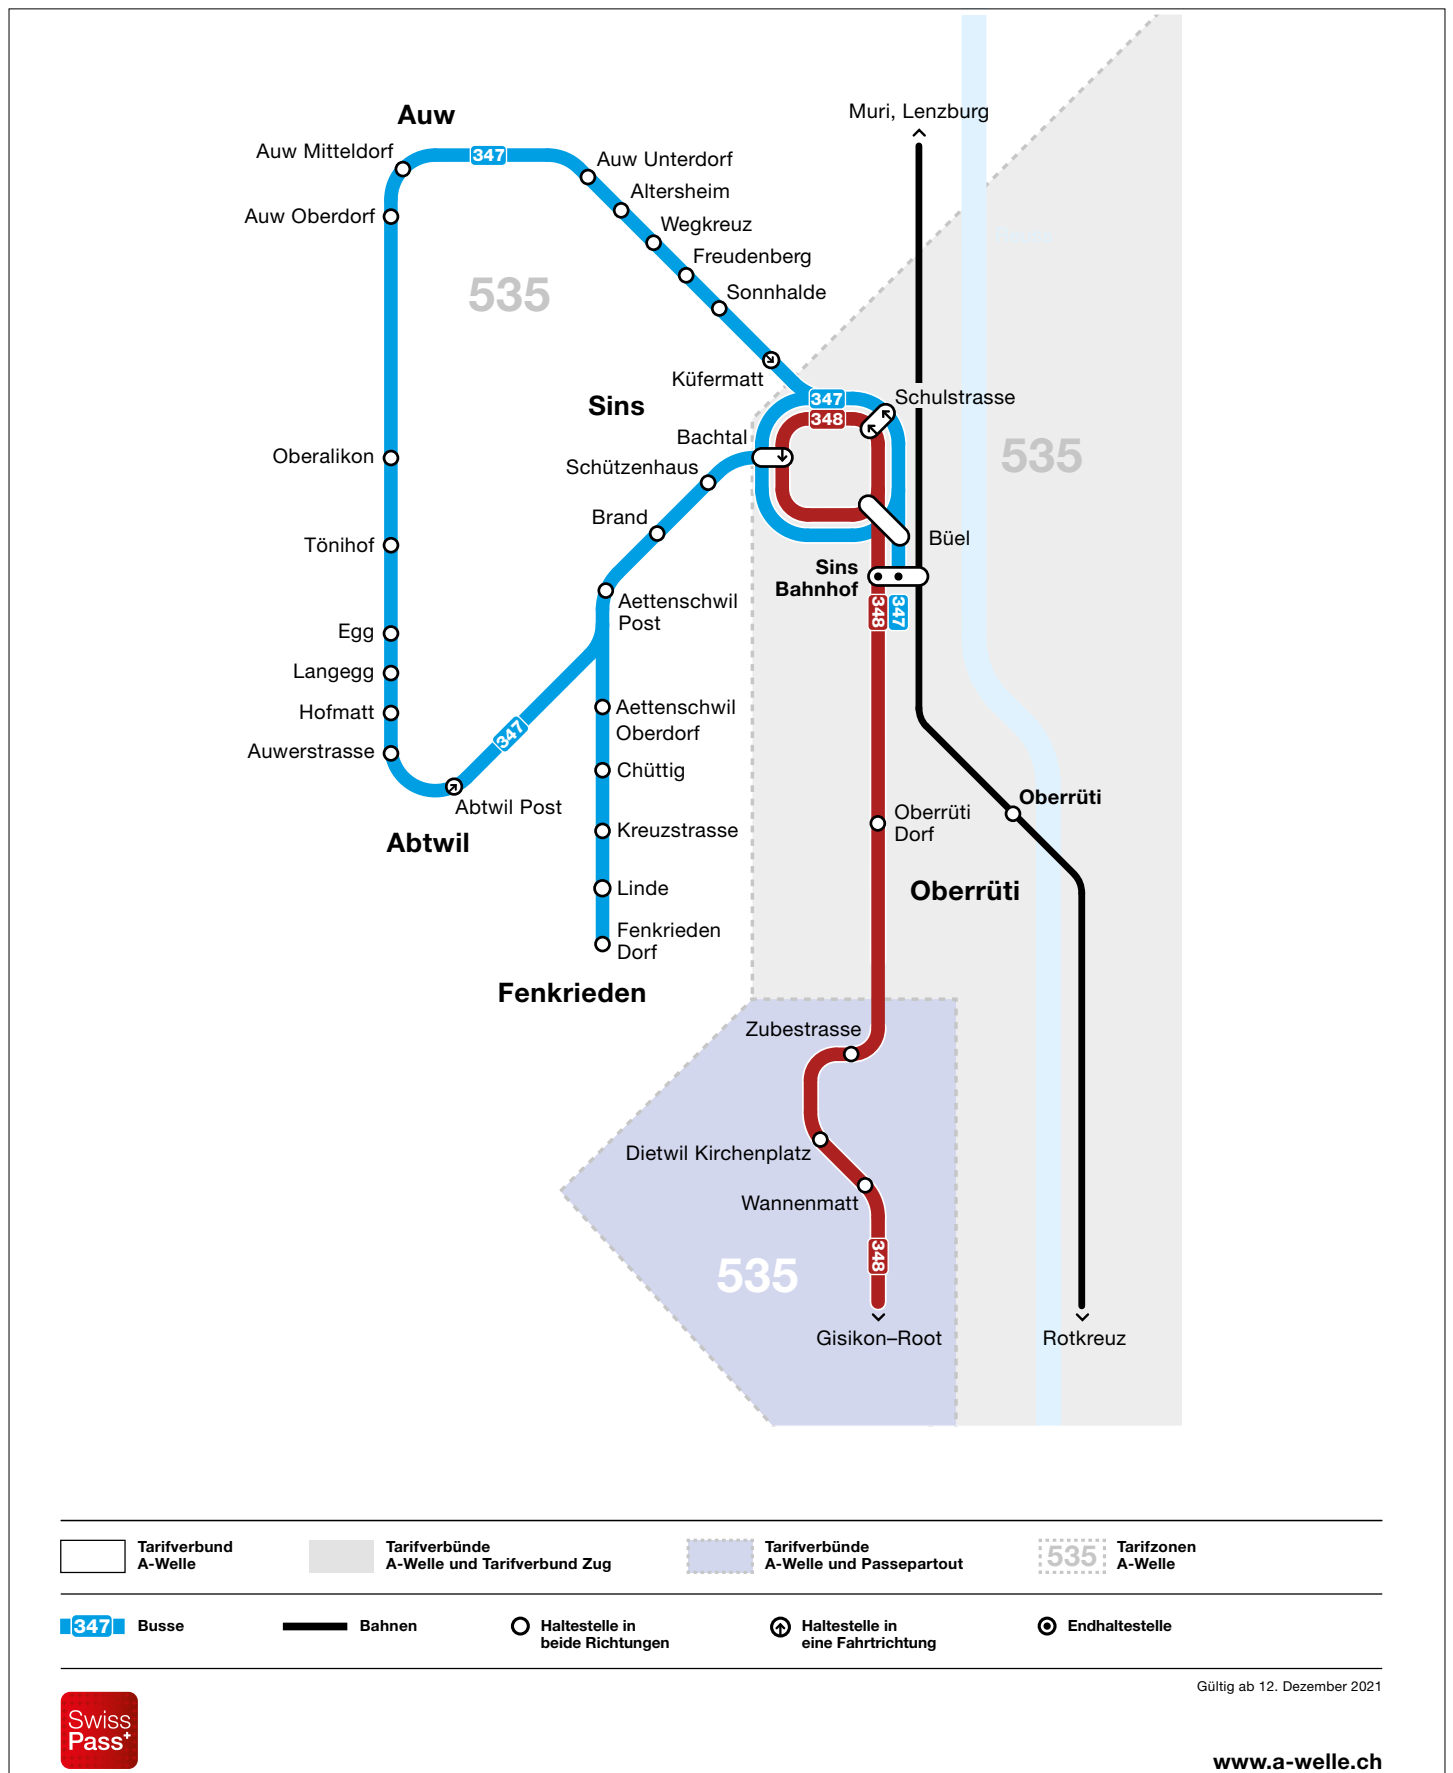 Auw
Muri, Lenzburg
Auw Mitteldorf
347
Auw Unterdorf
Altersheim
Auw Oberdorf
Wegkreuz
Freudenberg
535
Sonnhalde
Küfermatt
Sins
347
Schulstrasse
348
Bachtal
Schützenhaus
535
Oberalikon
Brand
Tönihof
Büel
Sins
Bahnhof
348
347
Aettenschwil
Post
Egg
Langegg
Hofmatt
Aettenschwil
Oberdorf
347
Auwerstrasse
Chüttig
Abtwil Post
Oberrüti
Oberrüti
Dorf
Abtwil
Kreuzstrasse
Linde
Oberrüti
Fenkrieden
Dorf
Fenkrieden
Zubestrasse
Dietwil Kirchenplatz
Wannenmatt
348
535
Gisikon–Root
Rotkreuz
Tarifverbund
A-Welle
Tarifverbünde
A-Welle und Tarifverbund Zug
Tarifverbünde
A-Welle und Passepartout
535
Tarifzonen
A-Welle
347
Busse
Bahnen
Haltestelle in
beide Richtungen
Haltestelle in
eine Fahrtrichtung
Endhaltestelle
Gültig ab 12. Dezember 2021
Swiss
Pass+
www.a-welle.ch